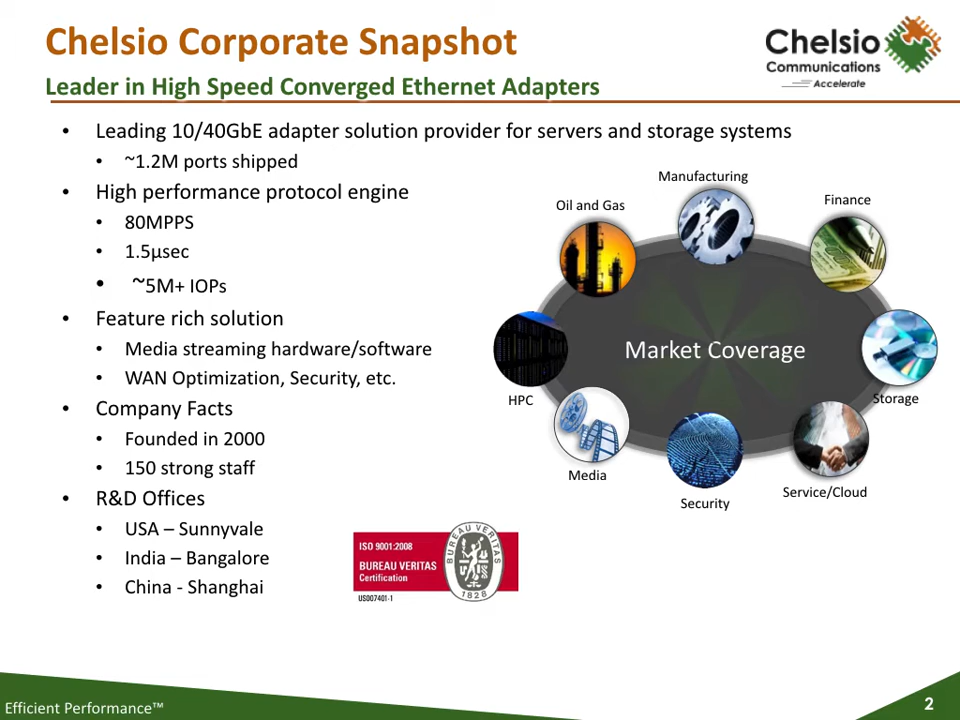 Chelsio Corporate Snapshot
Leader in High Speed Converged Ethernet Adapters
Chelsio
Communications
Accelerate
• Leading 10/40GbE adapter solution provider for servers and storage systems
• ~1.2M ports shipped
• High performance protocol engine
• 80MPPS
• 1.5μsec
• ~5M+ IOPs
• Feature rich solution
• Media streaming hardware/software
• WAN Optimization, Security, etc.
• Company Facts
• Founded in 2000
• 150 strong staff
• R&D Offices
• USA – Sunnyvale
• India – Bangalore
• China - Shanghai
Manufacturing
Oil and Gas
Finance
Market Coverage
HPC
Storage
Media
Service/Cloud
Security
ISO 9001:2008
BUREAU VERITAS
Certification
US007401-1
BUREAU VERITAS
1828
Efficient Performance™
2